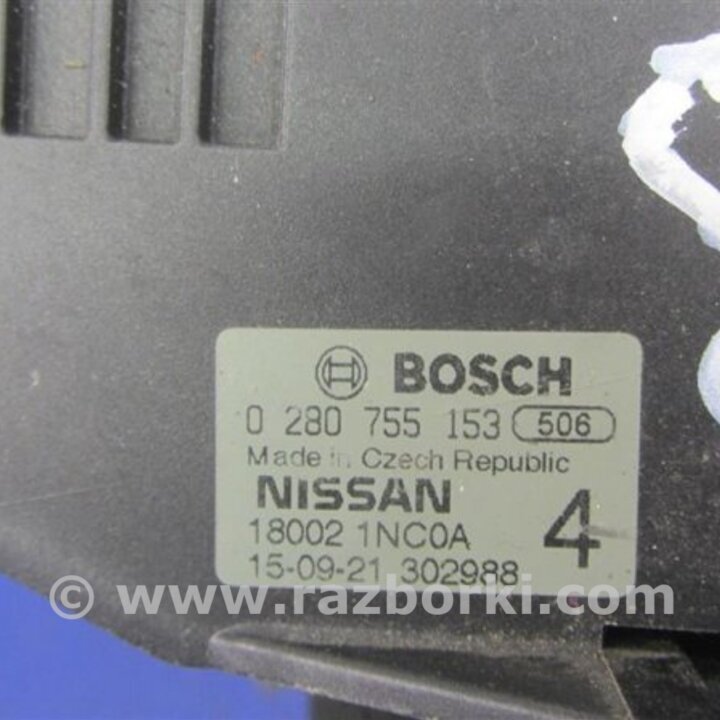 BOSCH
0 280 755 153 506
Made in Czech Republic
NISSAN
18002 1NC0A 4
15-09-21 302988
© www.razborki.com